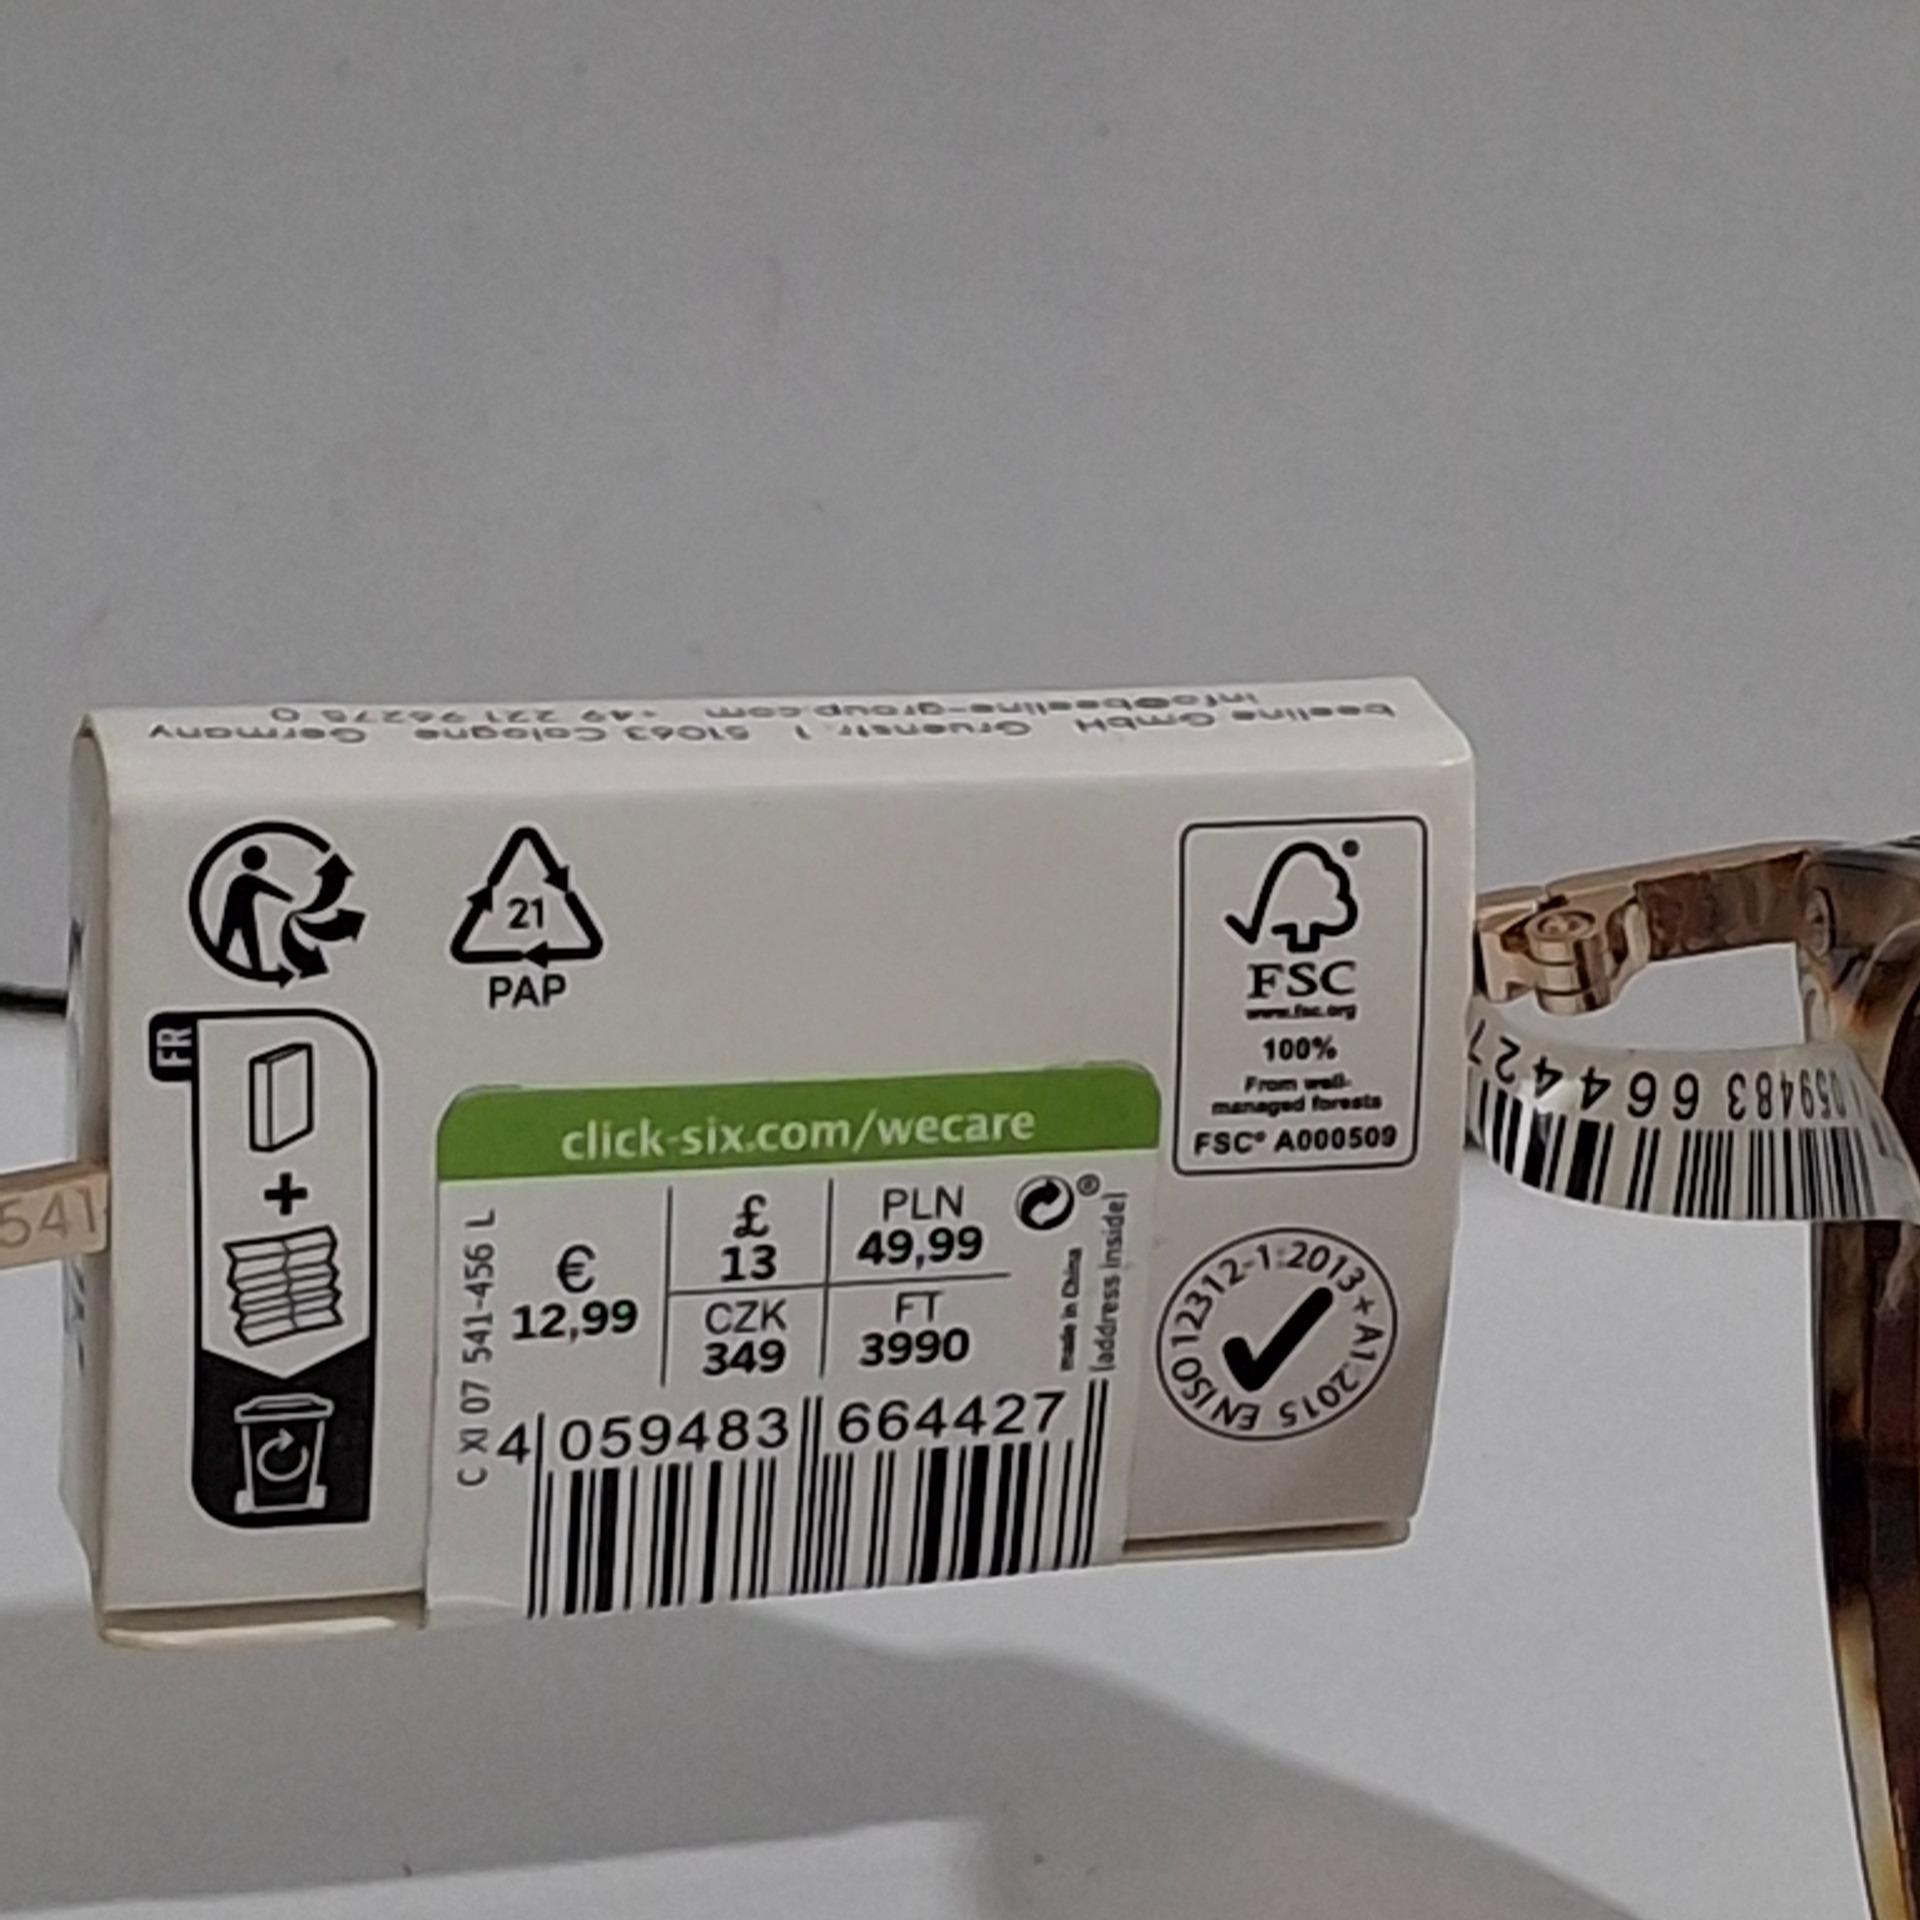 beeline GmbH Gruenstr. 1 51063 Cologne Germany
info@beeline-group.com +49 221 96275 0
21
PAP
FR
FSC
www.fsc.org
100%
From well-
managed forests
FSC® A000509
click-six.com/wecare
C XI 07 541-456 L
€
12,99
£
13
PLN
49,99
CZK
349
FT
3990
made in China
(address inside)
4 059483 664427
EN ISO 12312-1:2013+A1:2015
541
059483 664427